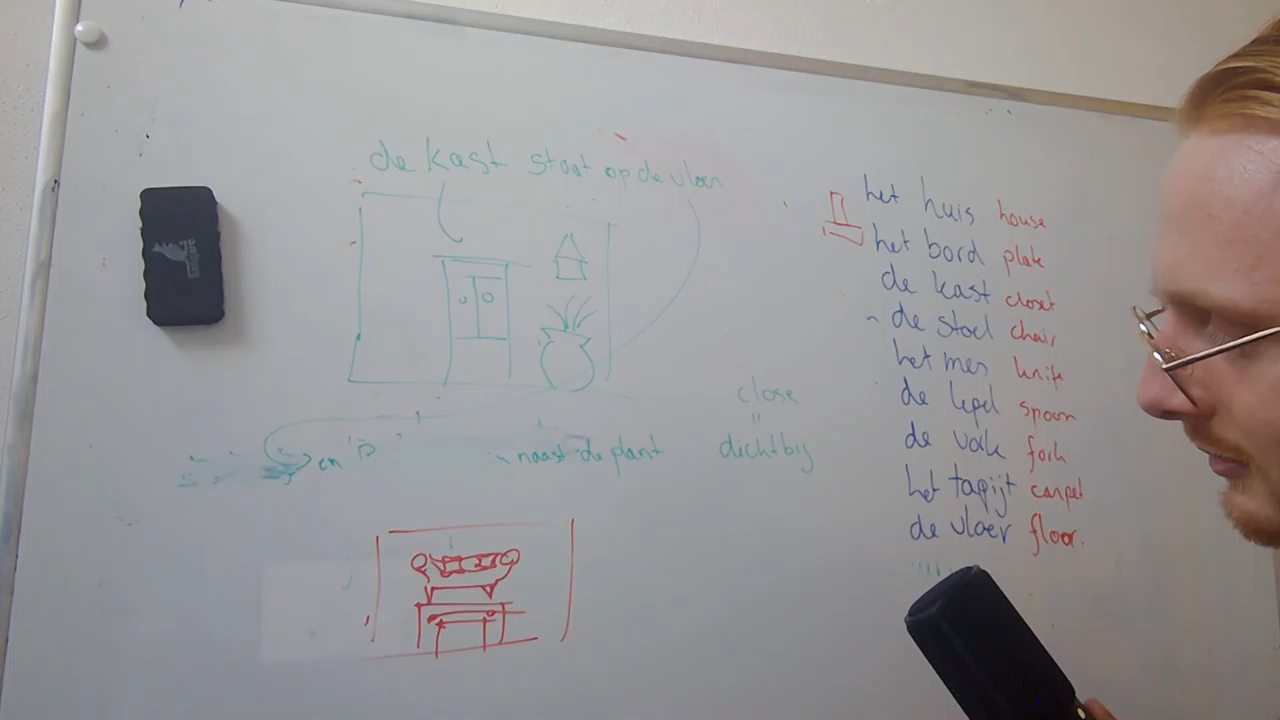 de kast staat op de vloer
het huis house
het bord plate
de kast closet
de stoel chair
het mes knife
de lepel spoon
de vork fork
het tapijt carpet
de vloer floor.
close
"
dichtbij
naast de plant
en